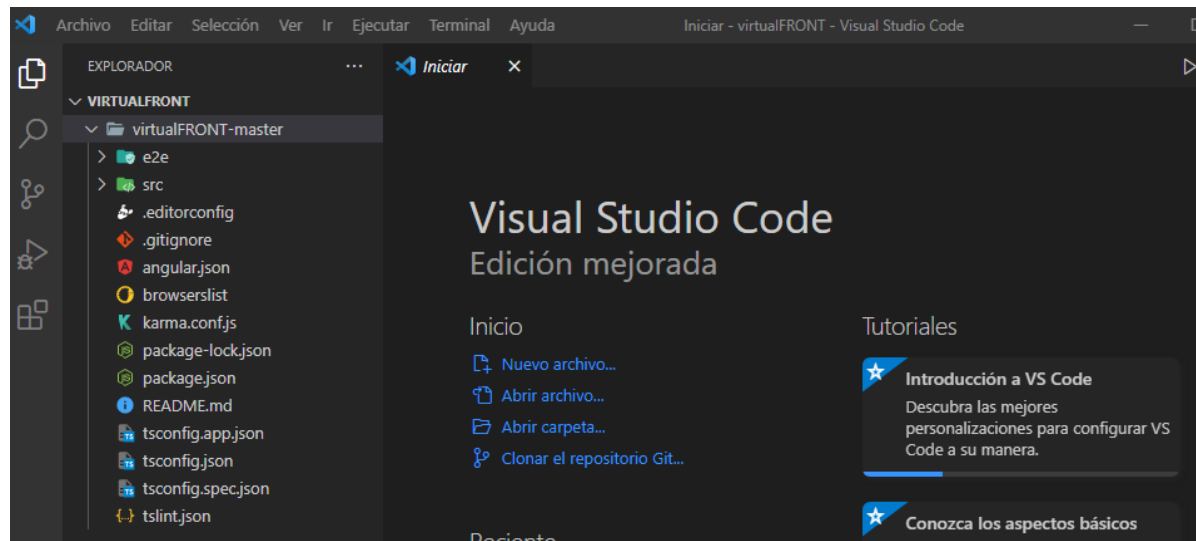 Archivo Editar Selección Ver Ir Ejecutar Terminal Ayuda Iniciar - virtualFRONT - Visual Studio Code
EXPLORADOR ...
VIRTUALFRONT
virtualFRONT-master
e2e
src
.editorconfig
.gitignore
angular.json
browserslist
karma.conf.js
package-lock.json
package.json
README.md
tsconfig.app.json
tsconfig.json
tsconfig.spec.json
tslint.json
Iniciar
Visual Studio Code
Edición mejorada
Inicio
Nuevo archivo...
Abrir archivo...
Abrir carpeta...
Clonar el repositorio Git...
Reciente
Tutoriales
Introducción a VS Code
Descubra las mejores
personalizaciones para configurar VS
Code a su manera.
Conozca los aspectos básicos